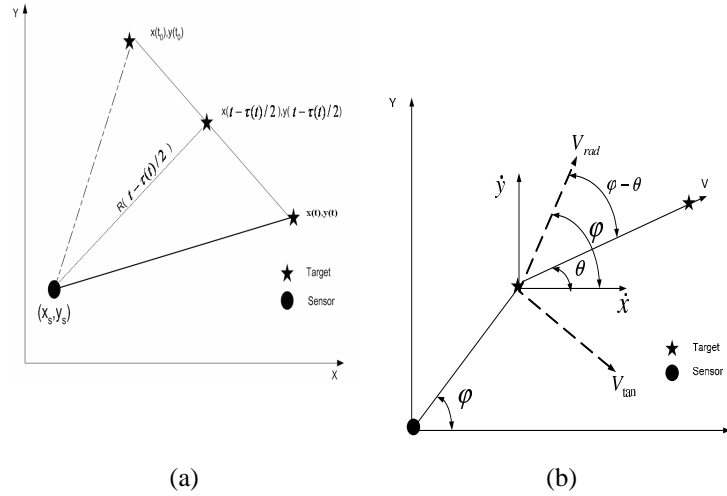 Y
x(t₀),y(t₀)
x(t − τ(t)/2),y(t − τ(t)/2)
R(t − τ(t)/2)
x(t),y(t)
Target
Sensor
(xₛ,yₛ)
X
(a)
Y
V_rad
V
ẏ
φ − θ
φ
θ
ẋ
Target
Sensor
V_tan
φ
(b)